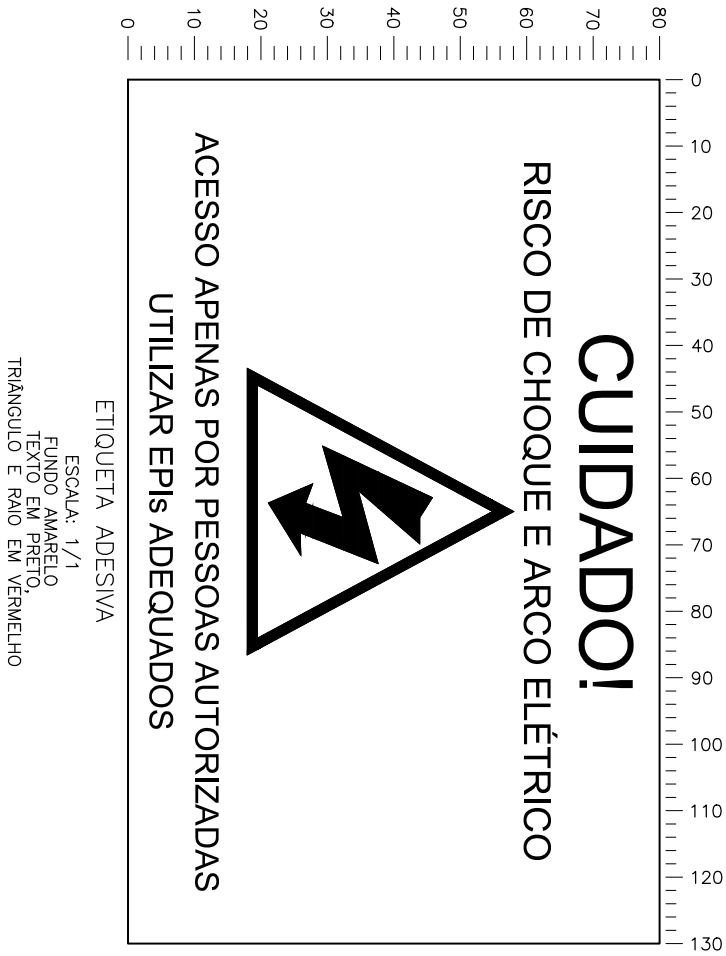 0 10 20 30 40 50 60 70 80 90 100 110 120 130
80
70
60
50
40
30
20
10
0
CUIDADO!
RISCO DE CHOQUE E ARCO ELÉTRICO
ACESSO APENAS POR PESSOAS AUTORIZADAS
UTILIZAR EPIs ADEQUADOS
ETIQUETA ADESIVA
ESCALA: 1/1
FUNDO AMARELO
TEXTO EM PRETO,
TRIÂNGULO E RAIO EM VERMELHO